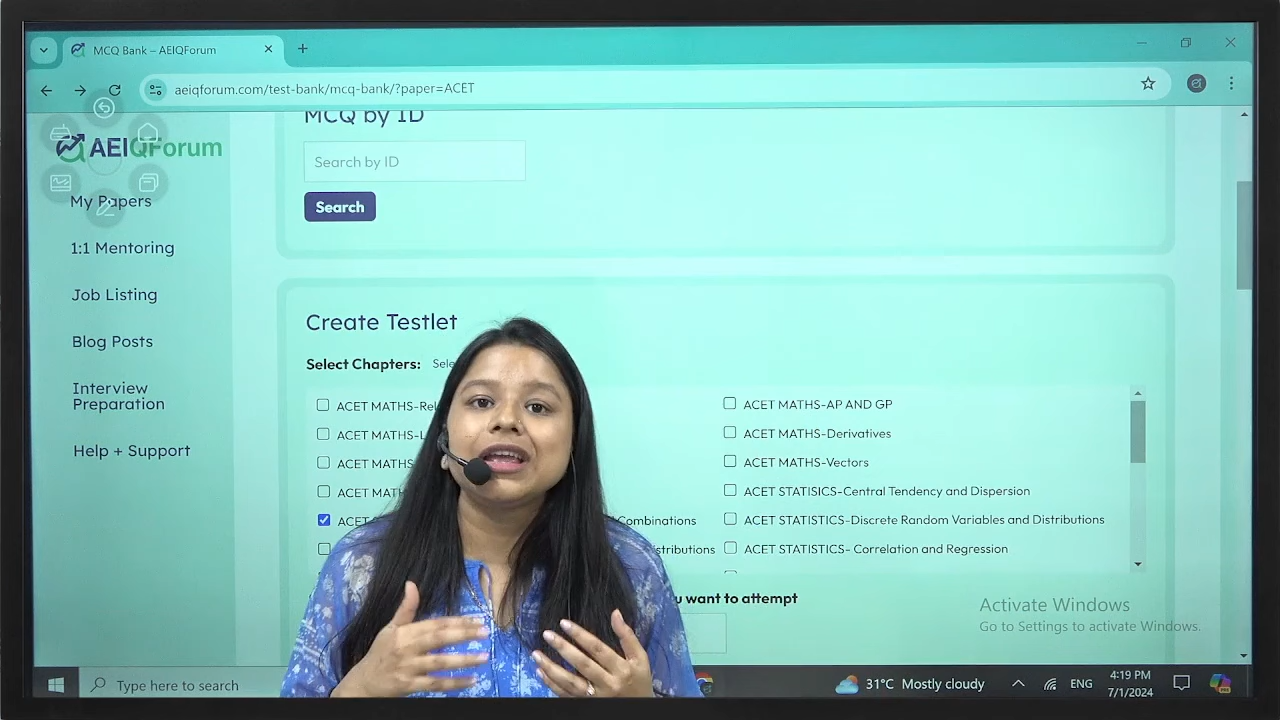 MCQ Bank – AEIQForum
aeiqforum.com/test-bank/mcq-bank/?paper=ACET
AEIQForum
My Papers
1:1 Mentoring
Job Listing
Blog Posts
Interview
Preparation
Help + Support
MCQ by ID
Search by ID
Search
Create Testlet
Select Chapters:
ACET MATHS-AP AND GP
ACET MATHS-
ACET MATHS-Derivatives
ACET MATHS
ACET MATHS-Vectors
ACET STATISICS-Central Tendency and Dispersion
Combinations
ACET STATISTICS-Discrete Random Variables and Distributions
ACET STATISTICS- Correlation and Regression
want to attempt
Activate Windows
Go to Settings to activate Windows.
Type here to search
31°C Mostly cloudy
ENG
4:19 PM
7/1/2024